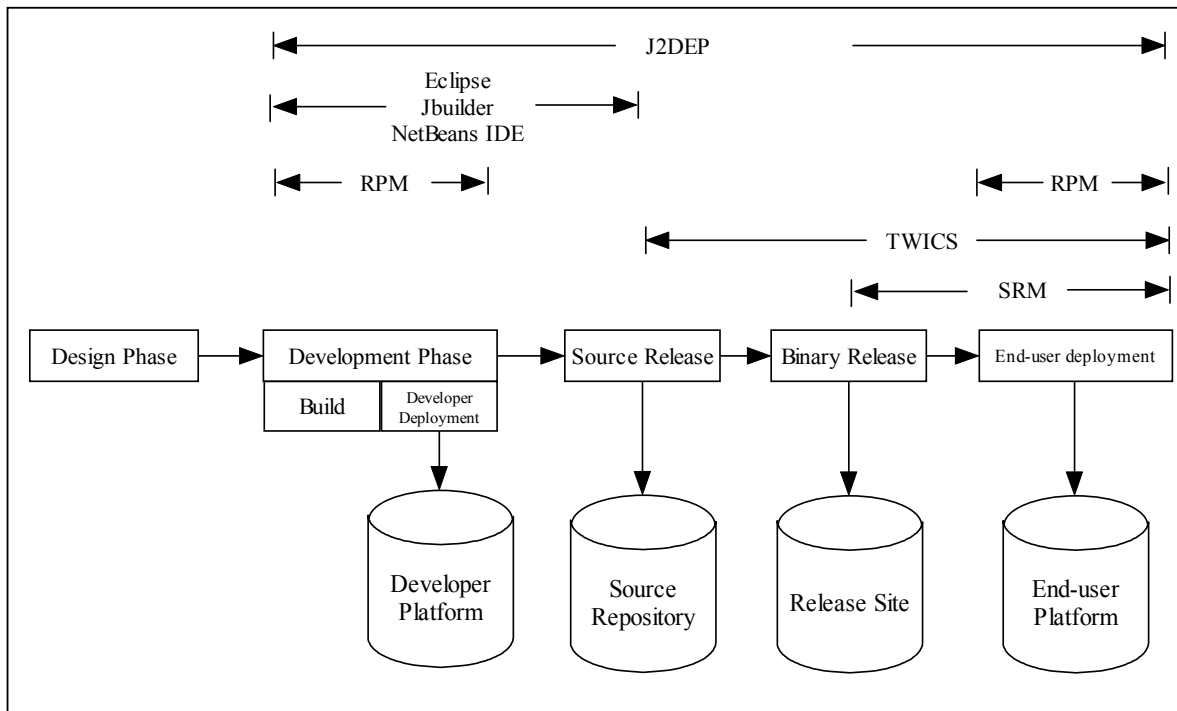 J2DEP
Eclipse
Jbuilder
NetBeans IDE
RPM
RPM
TWICS
SRM
Design Phase
Development Phase
Source Release
Binary Release
End-user deployment
Build
Developer
Deployment
Developer
Platform
Source
Repository
Release Site
End-user
Platform